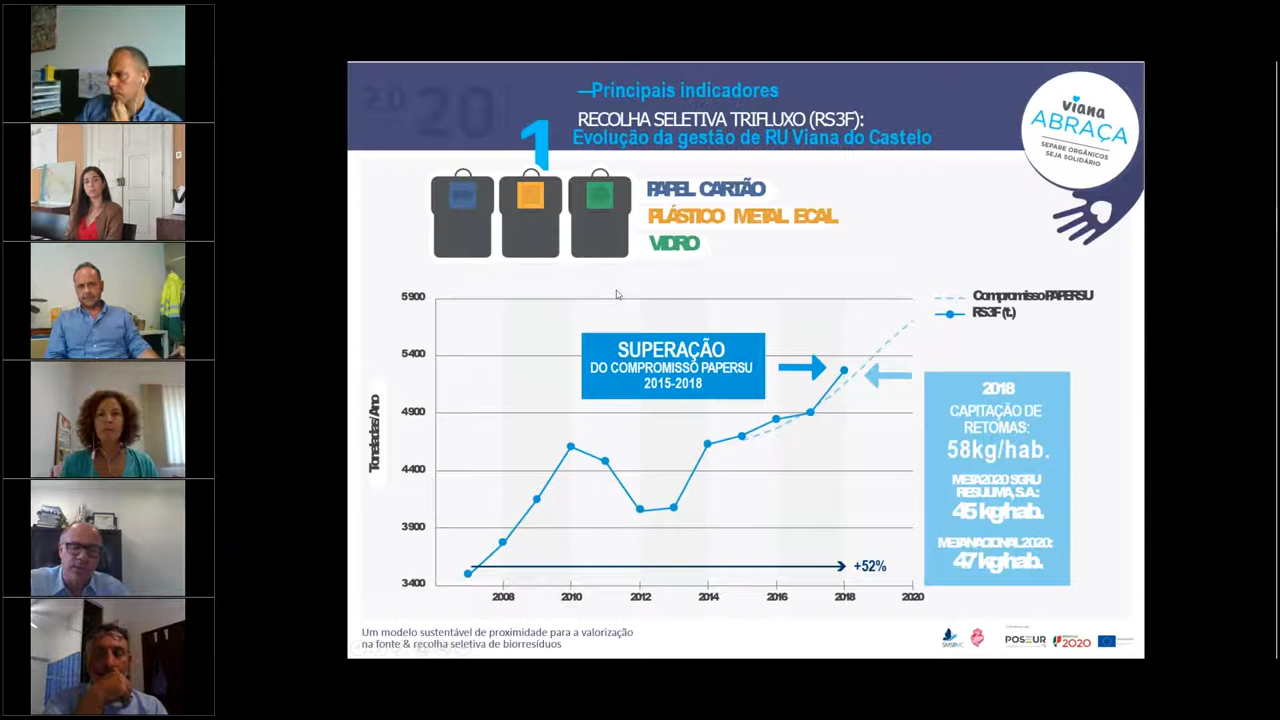 2020
—Principais indicadores
RECOLHA SELETIVA TRIFLUXO (RS3F):
1
Evolução da gestão de RU Viana do Castelo
viana
ABRAÇA
SEPARE ORGÂNICOS
SEJA SOLIDÁRIO
PAPEL CARTÃO
PLÁSTICO METAL ECAL
VIDRO
5900
5400
4900
4400
3900
3400
Toneladas/Ano
Compromisso PAPERSU
RS3F (t.)
SUPERAÇÃO
DO COMPROMISSO PAPERSU
2015-2018
+52%
2008 2010 2012 2014 2016 2018 2020
2018
CAPITAÇÃO DE
RETOMAS:
58kg/hab.
META 2020 SGRU
RESULIMA, S.A.:
45 kg/hab.
META NACIONAL 2020:
47 kg/hab.
Um modelo sustentável de proximidade para a valorização
na fonte & recolha seletiva de biorresíduos
SMSBVC
POSEUR
2020